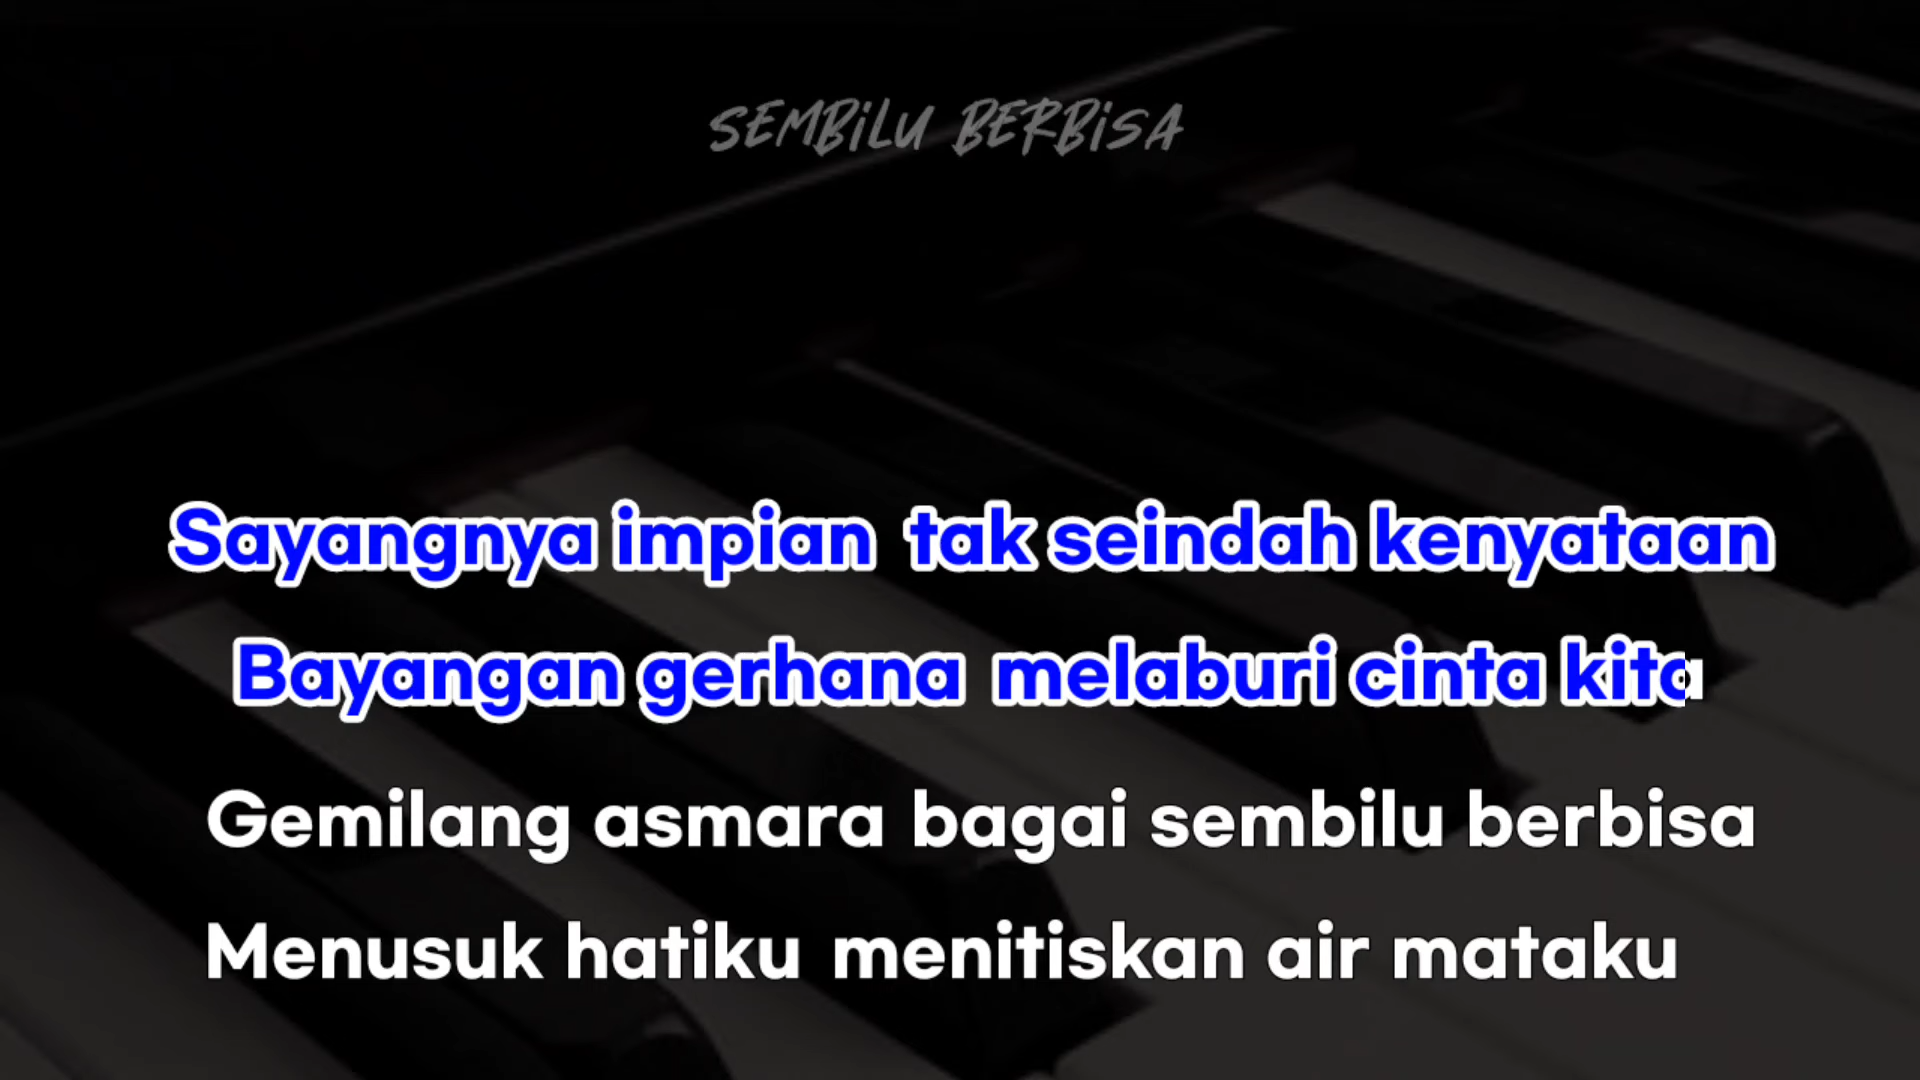 SEMBILU BERBISA
Sayangnya impian tak seindah kenyataan
Bayangan gerhana melaburi cinta kita
Gemilang asmara bagai sembilu berbisa
Menusuk hatiku menitiskan air mataku